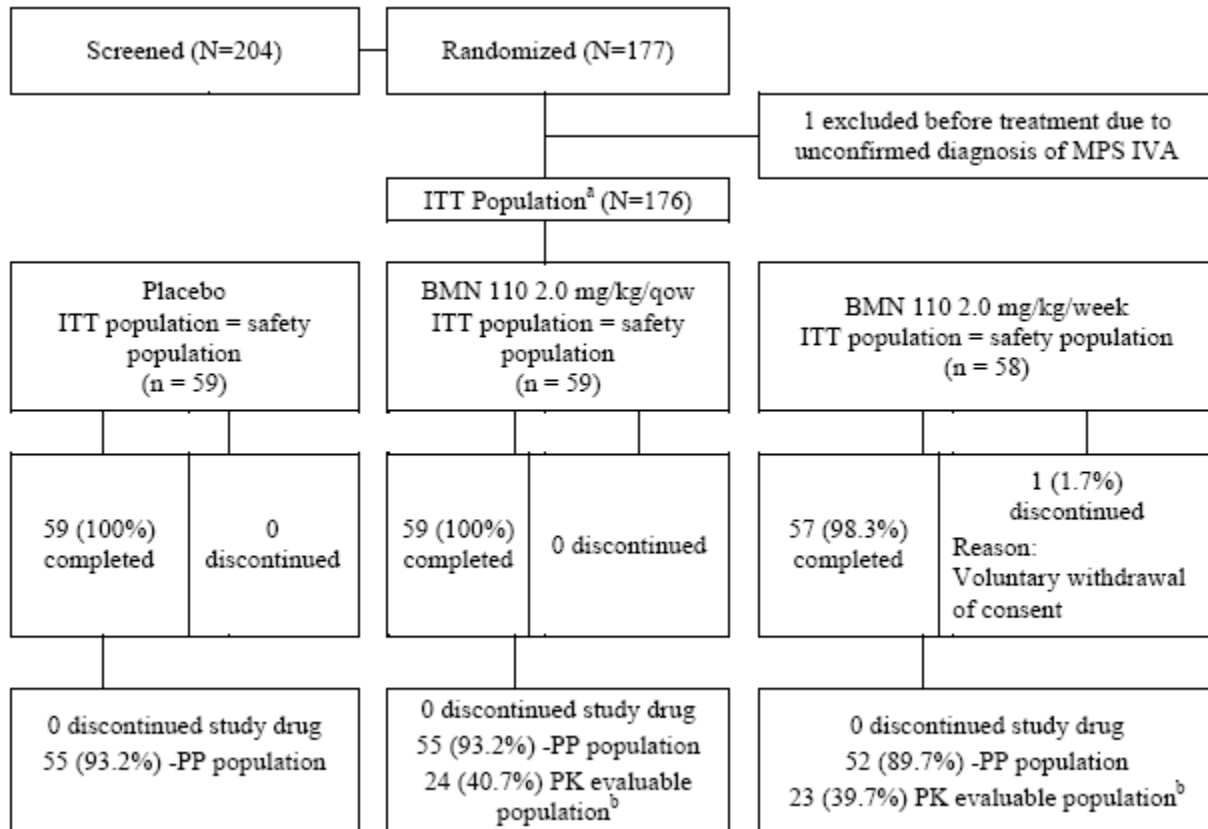 Screened (N=204)
Randomized (N=177)
1 excluded before treatment due to
unconfirmed diagnosis of MPS IVA
ITT Populationᵃ (N=176)
Placebo
ITT population = safety
population
(n = 59)
BMN 110 2.0 mg/kg/qow
ITT population = safety
population
(n = 59)
BMN 110 2.0 mg/kg/week
ITT population = safety population
(n = 58)
59 (100%)
completed
0
discontinued
59 (100%)
completed
0 discontinued
57 (98.3%)
completed
1 (1.7%)
discontinued
Reason:
Voluntary withdrawal
of consent
0 discontinued study drug
55 (93.2%) -PP population
0 discontinued study drug
55 (93.2%) -PP population
24 (40.7%) PK evaluable
populationᵇ
0 discontinued study drug
52 (89.7%) -PP population
23 (39.7%) PK evaluable populationᵇ